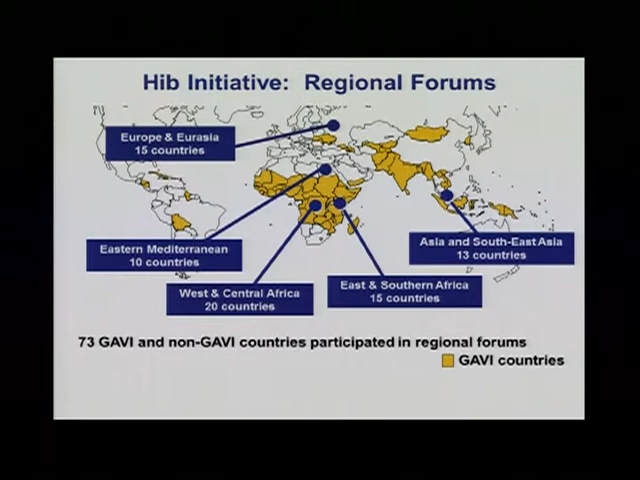 Hib Initiative: Regional Forums
Europe & Eurasia
15 countries
Eastern Mediterranean
10 countries
West & Central Africa
20 countries
East & Southern Africa
15 countries
Asia and South-East Asia
13 countries
73 GAVI and non-GAVI countries participated in regional forums
GAVI countries